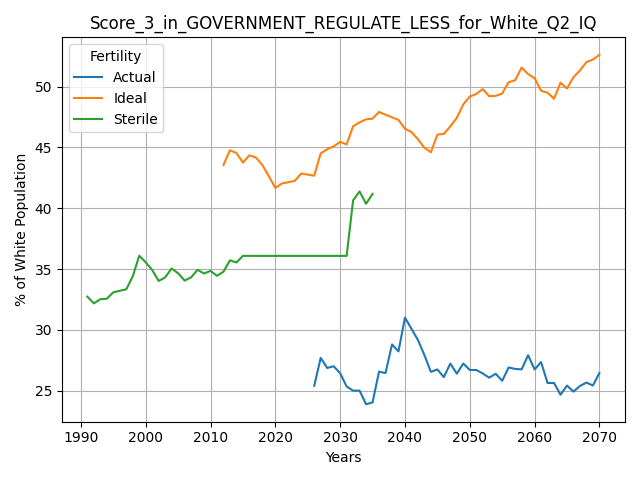 Score_3_in_GOVERNMENT_REGULATE_LESS_for_White_Q2_IQ
Fertility
Actual
Ideal
Sterile
% of White Population
50
45
40
35
30
25
1990 2000 2010 2020 2030 2040 2050 2060 2070
Years